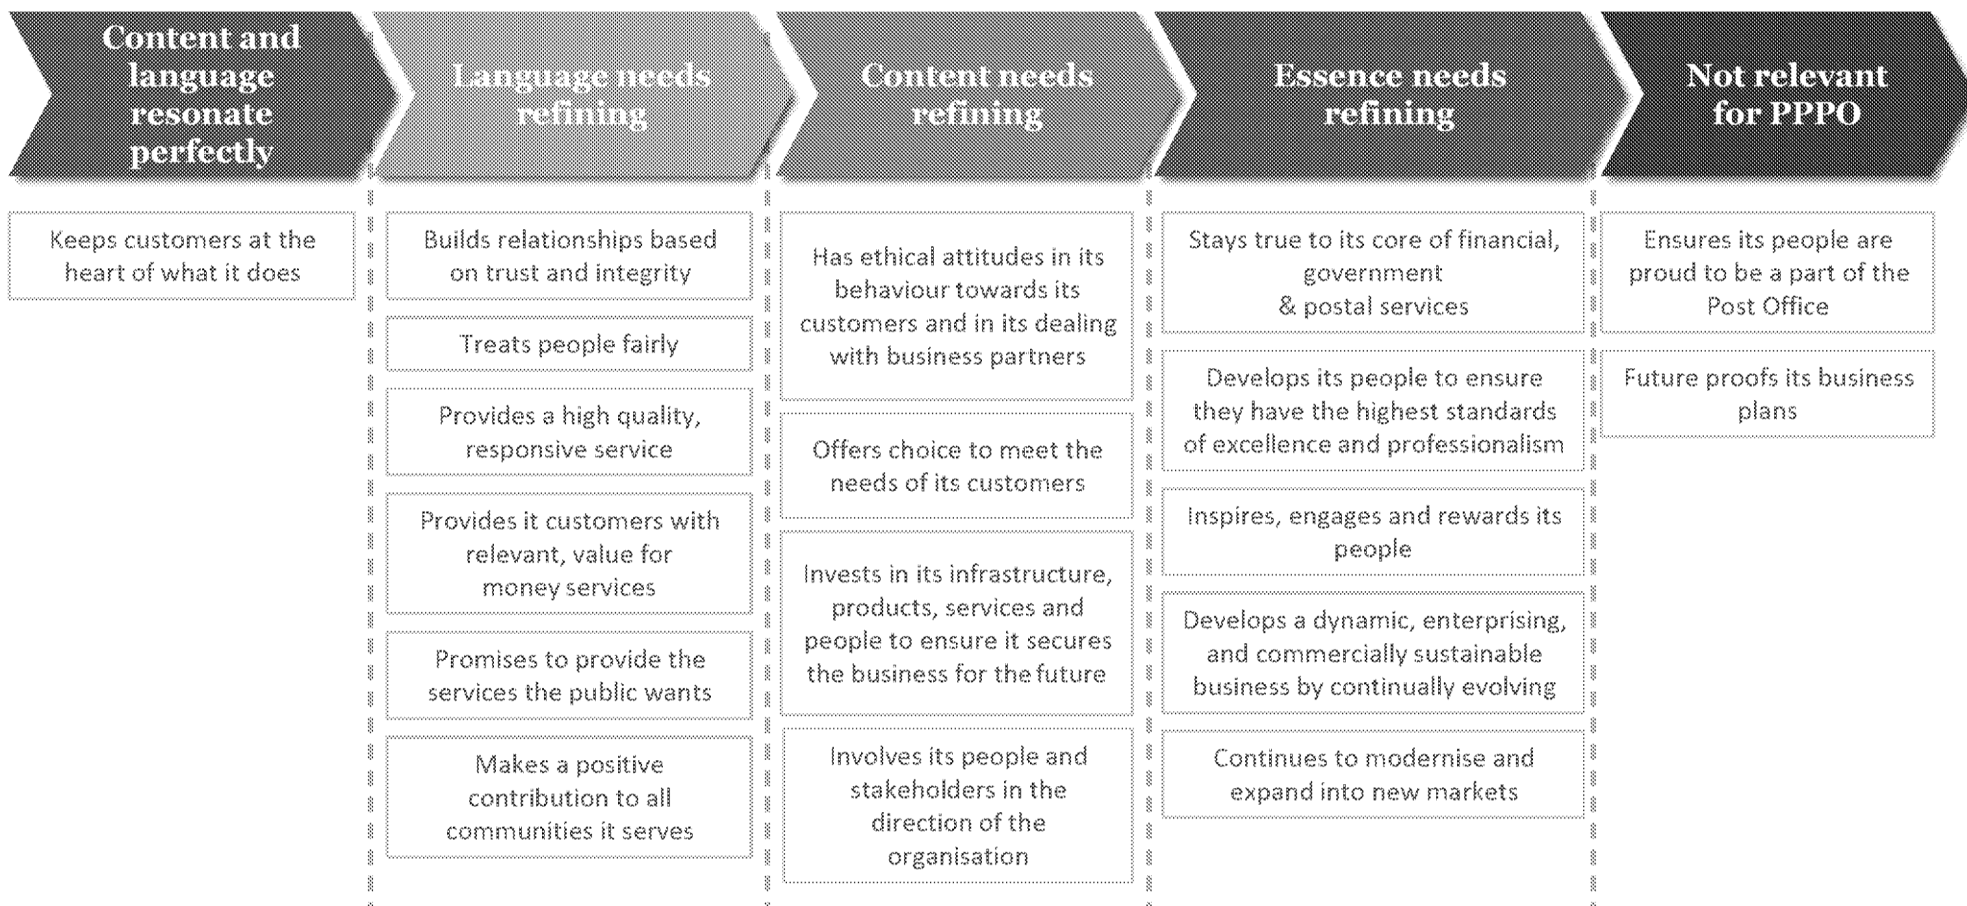 Content and
language
resonate
perfectly
Language needs
refining
Content needs
refining
Essence needs
refining
Not relevant
for PPPO
Keeps customers at the
heart of what it does
Builds relationships based
on trust and integrity
Treats people fairly
Provides a high quality,
responsive service
Provides it customers with
relevant, value for
money services
Promises to provide the
services the public wants
Makes a positive
contribution to all
communities it serves
Has ethical attitudes in its
behaviour towards its
customers and in its dealing
with business partners
Offers choice to meet the
needs of its customers
Invests in its infrastructure,
products, services and
people to ensure it secures
the business for the future
Involves its people and
stakeholders in the
direction of the
organisation
Stays true to its core of financial,
government
& postal services
Develops its people to ensure
they have the highest standards
of excellence and professionalism
Inspires, engages and rewards its
people
Develops a dynamic, enterprising,
and commercially sustainable
business by continually evolving
Continues to modernise and
expand into new markets
Ensures its people are
proud to be a part of the
Post Office
Future proofs its business
plans